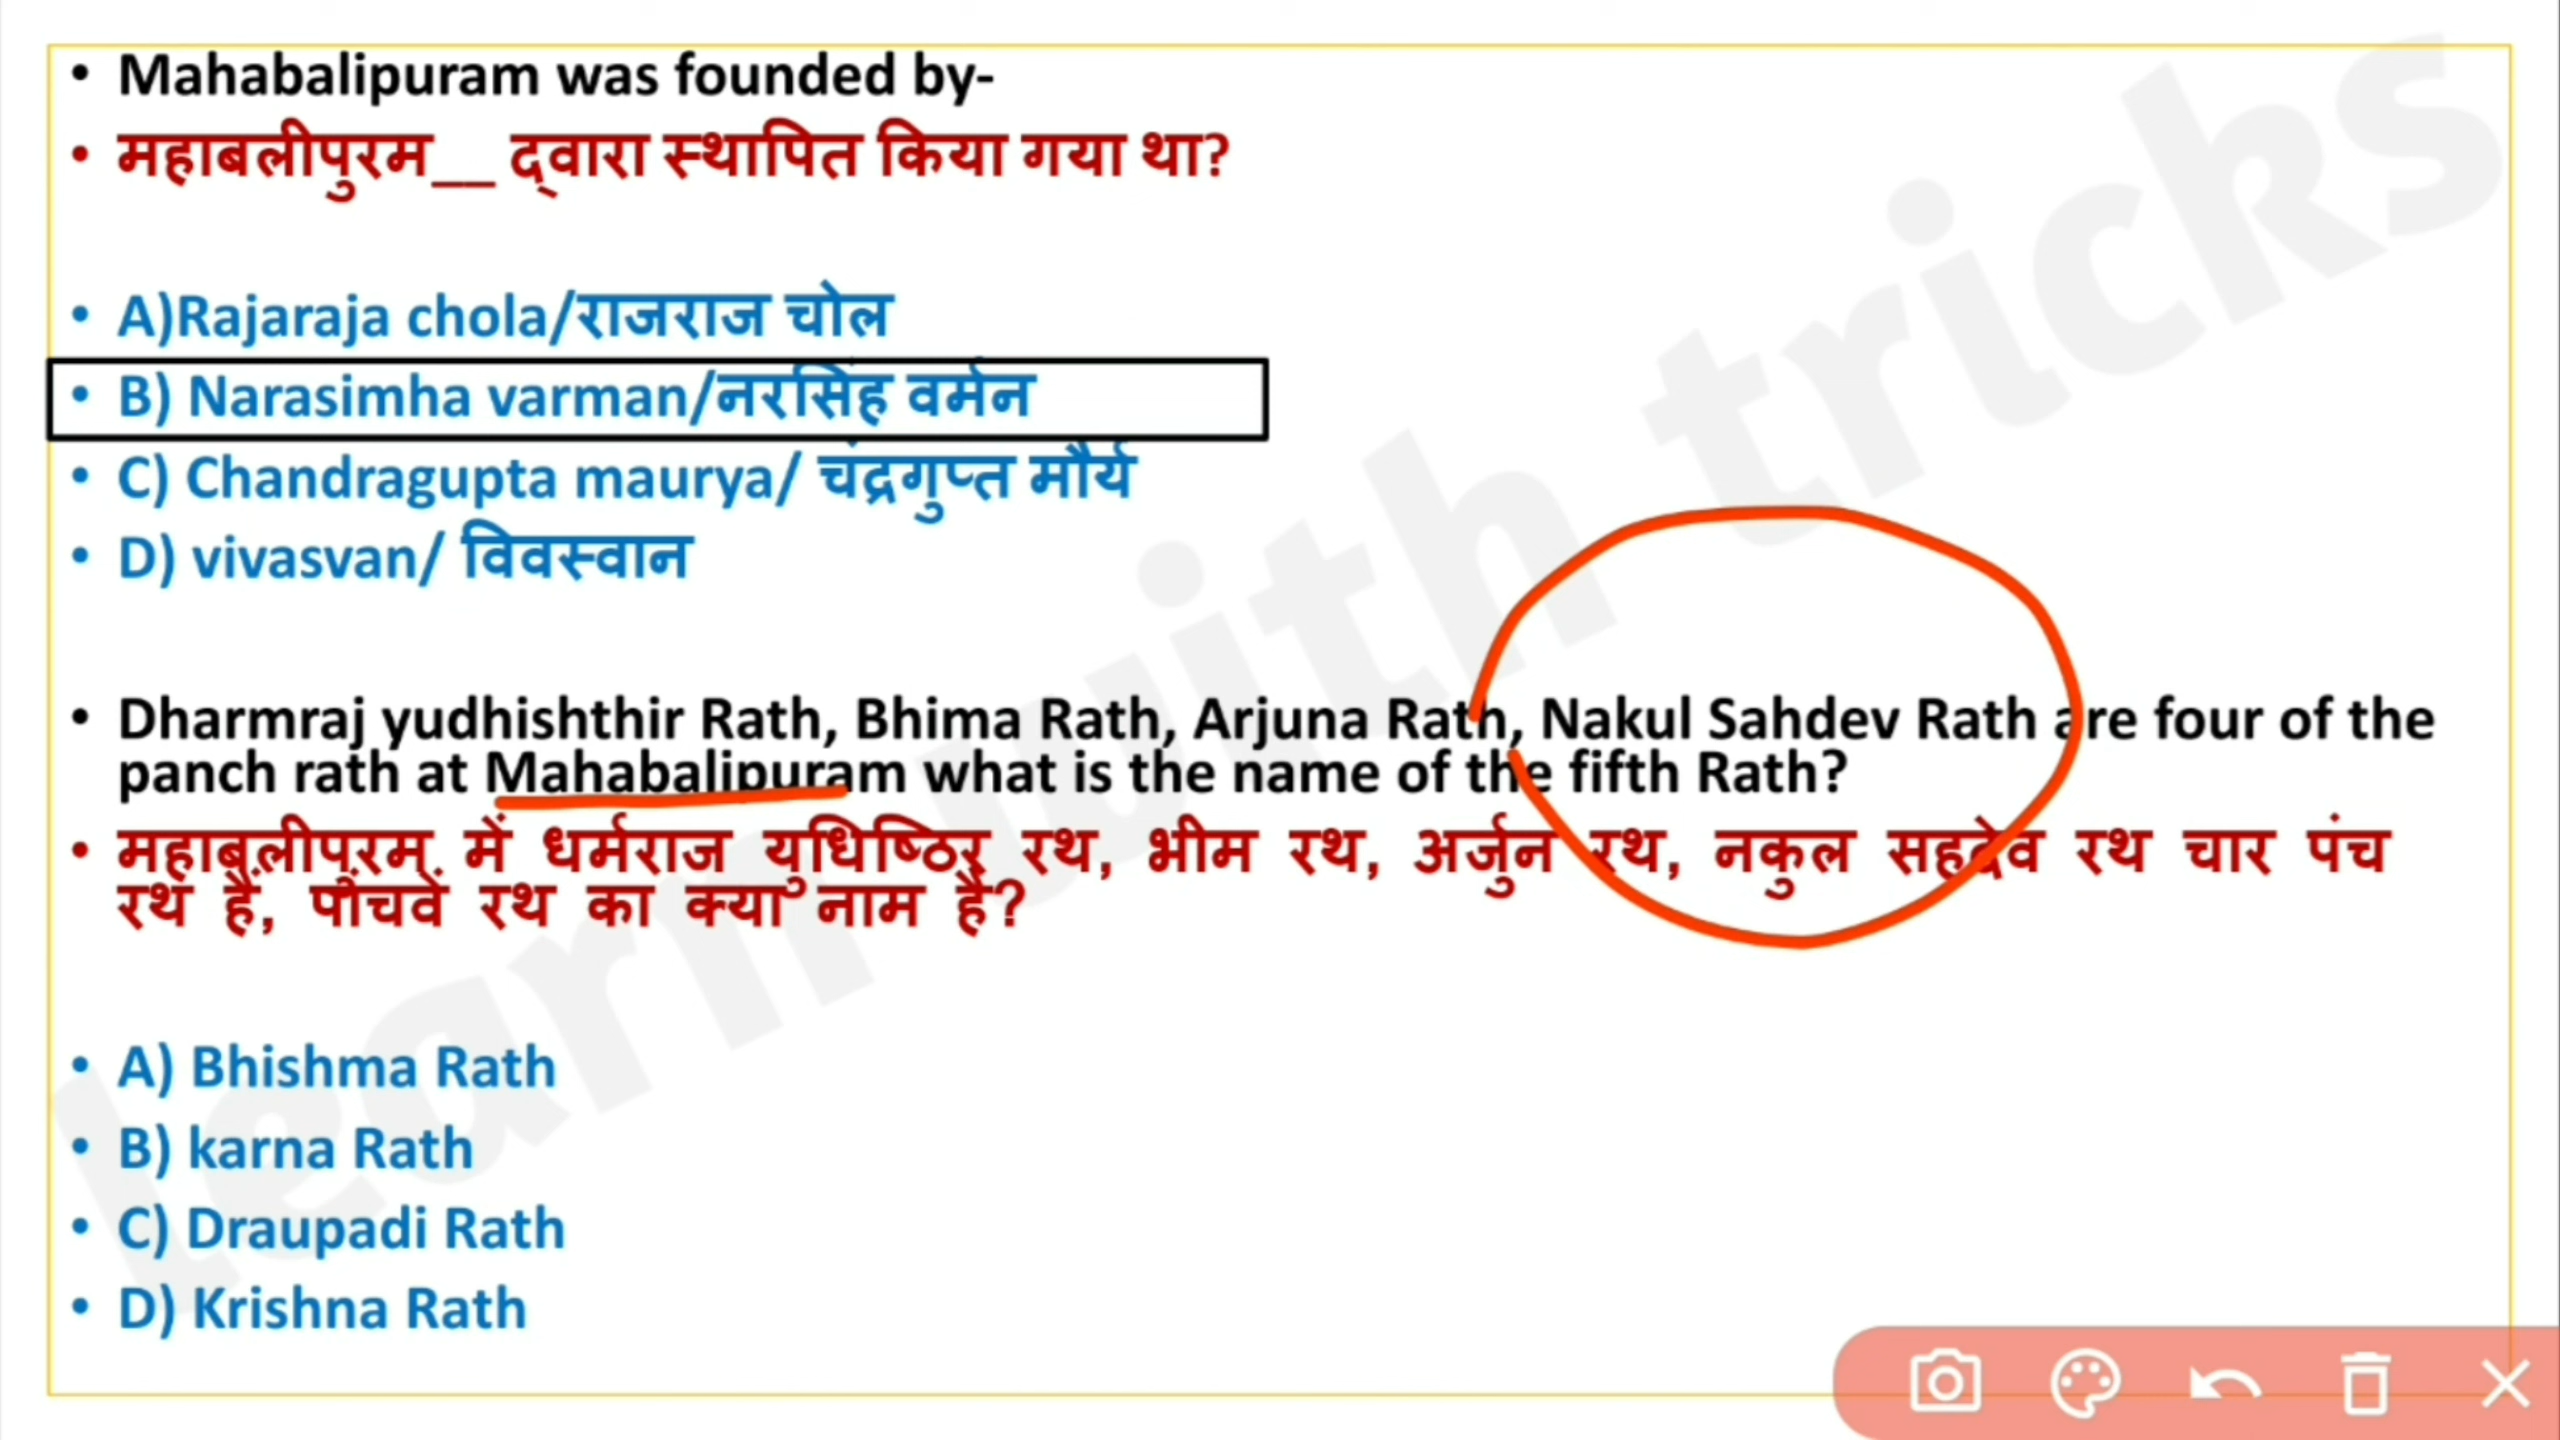 • Mahabalipuram was founded by-
• महाबलीपुरम__ द्वारा स्थापित किया गया था?
• A)Rajaraja chola/राजराज चोल
• B) Narasimha varman/नरसिंह वर्मन
• C) Chandragupta maurya/ चंद्रगुप्त मौर्य
• D) vivasvan/ विवस्वान
• Dharmraj yudhishthir Rath, Bhima Rath, Arjuna Rath, Nakul Sahdev Rath are four of the
panch rath at Mahabalipuram what is the name of the fifth Rath?
• महाबलीपुरम में धर्मराज युधिष्ठिर रथ, भीम रथ, अर्जुन रथ, नकुल सहदेव रथ चार पंच
रथ हैं, पांचवें रथ का क्या नाम है?
• A) Bhishma Rath
• B) karna Rath
• C) Draupadi Rath
• D) Krishna Rath
learn with tricks